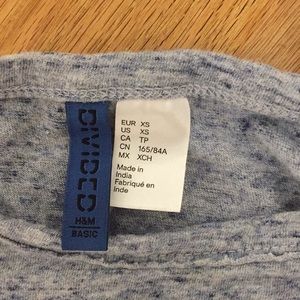 DIVIDED
H&M
BASIC
EUR XS
US XS
CA TP
CN 165/84A
MX XCH
Made in
India
Fabriqué en
Inde